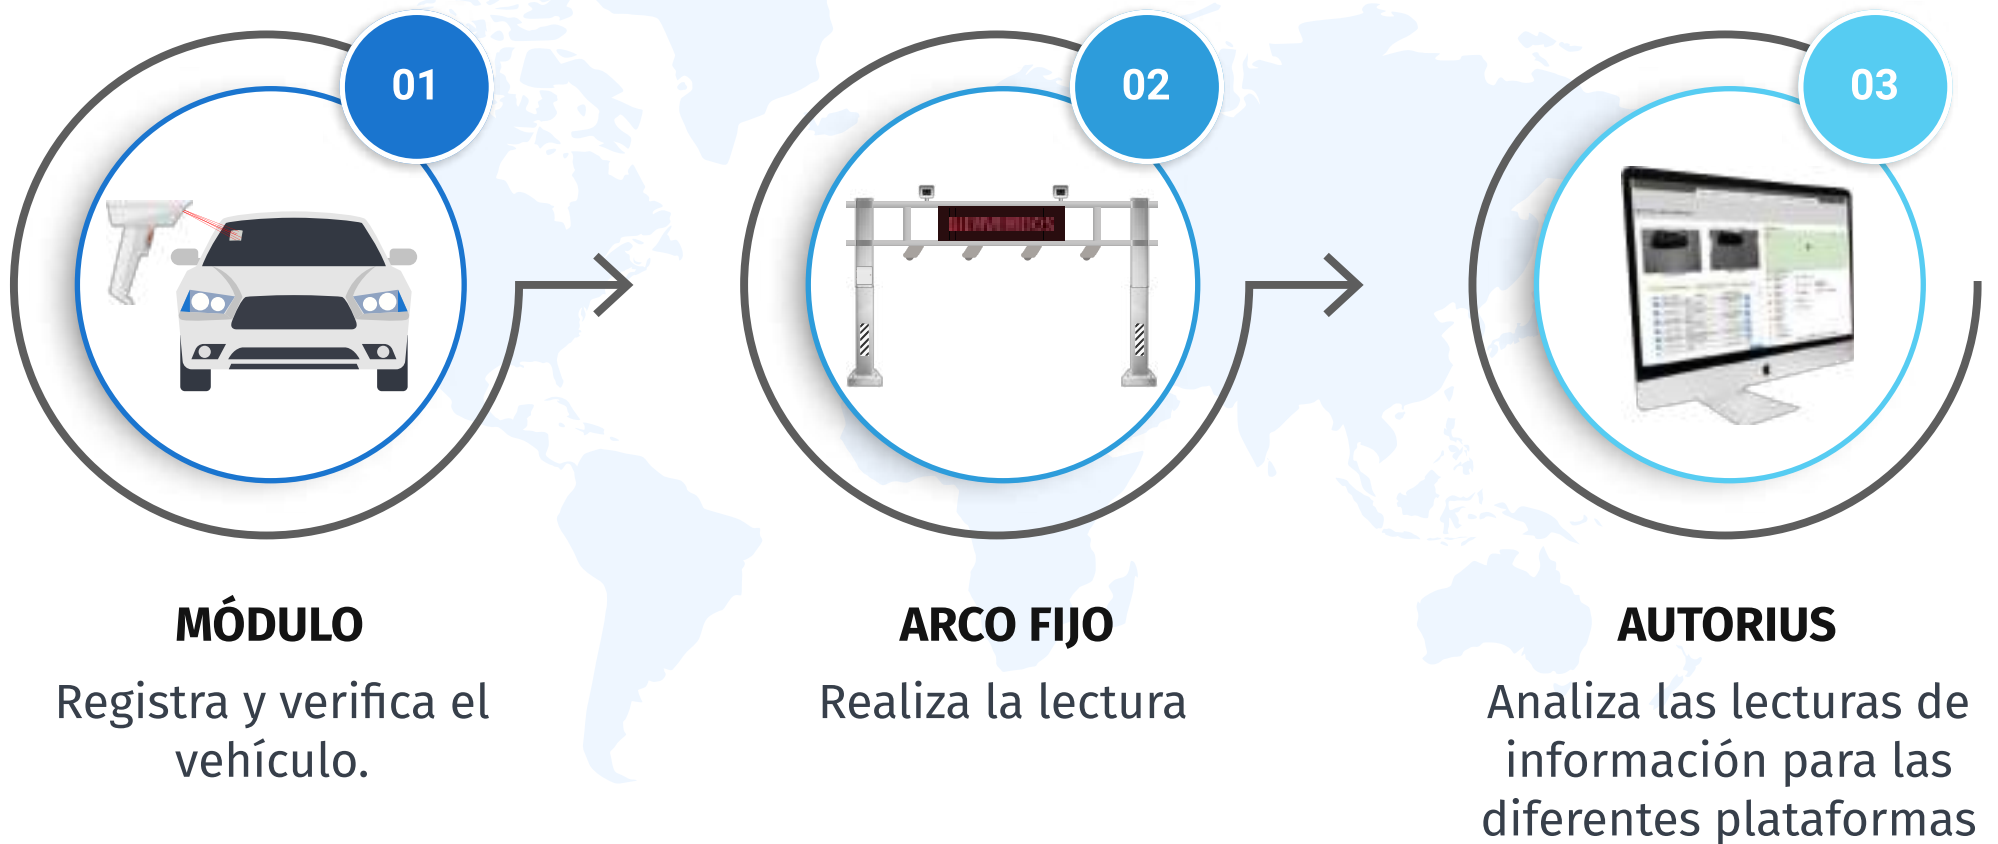 01
02
03
BIENVENIDOS
MÓDULO
Registra y verifica el
vehículo.
ARCO FIJO
Realiza la lectura
AUTORIUS
Analiza las lecturas de
información para las
diferentes plataformas